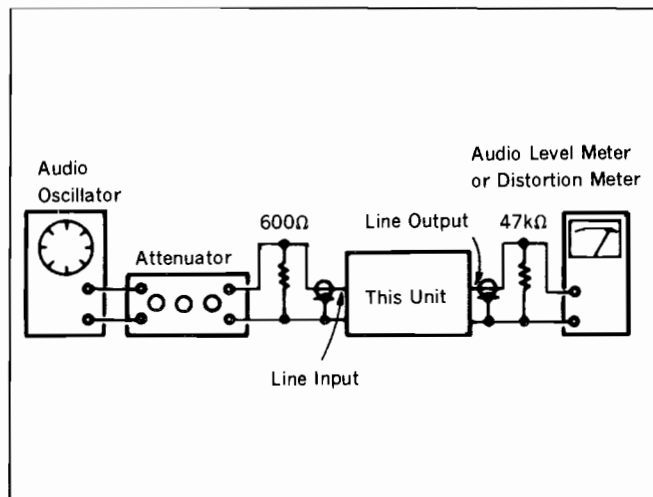 Audio Level Meter
or Distortion Meter
Audio
Oscillator
600Ω
Line Output
47kΩ
Attenuator
This Unit
Line Input